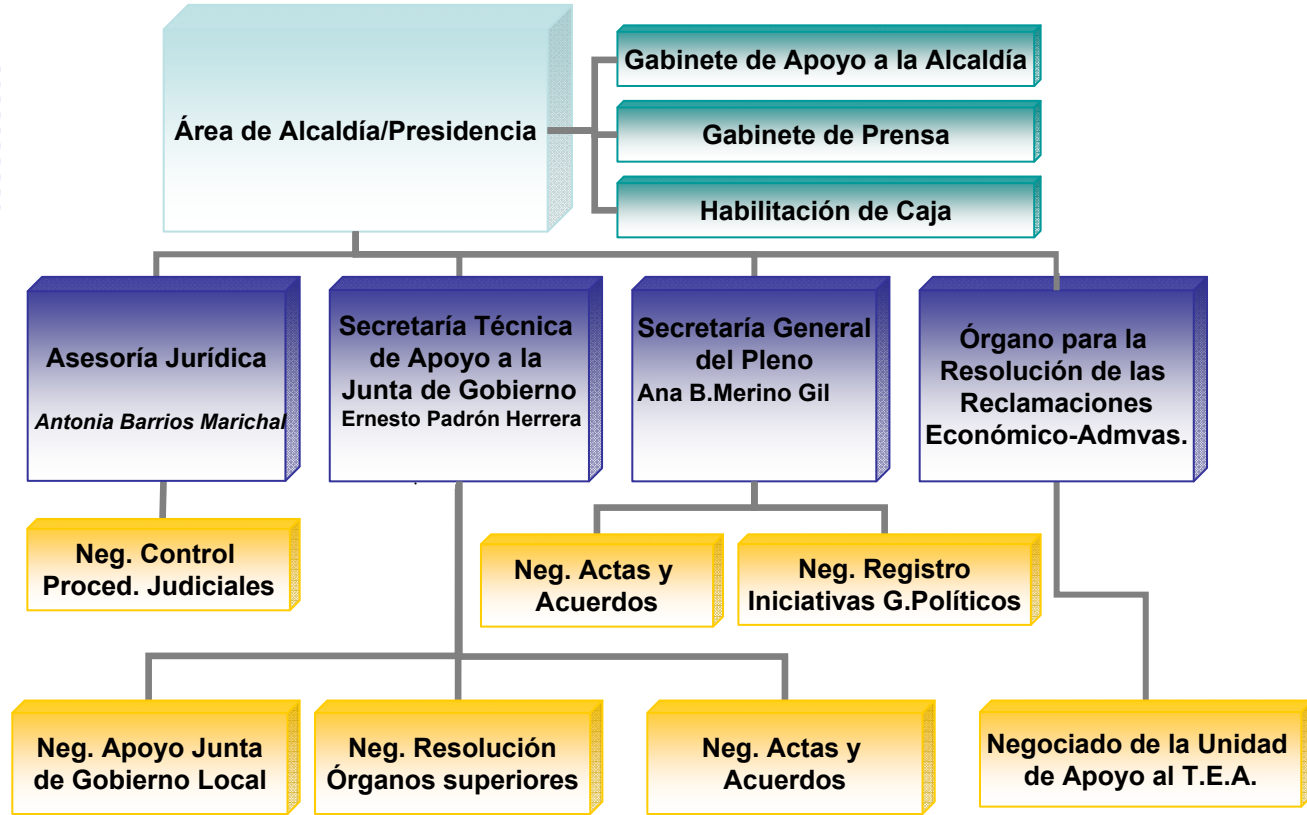 Gabinete de Apoyo a la Alcaldía
Área de Alcaldía/Presidencia
Gabinete de Prensa
Habilitación de Caja
Asesoría Jurídica
Antonia Barrios Marichal
Secretaría Técnica
de Apoyo a la
Junta de Gobierno
Ernesto Padrón Herrera
Secretaría General
del Pleno
Ana B.Merino Gil
Órgano para la
Resolución de las
Reclamaciones
Económico-Admvas.
Neg. Control
Proced. Judiciales
Neg. Actas y
Acuerdos
Neg. Registro
Iniciativas G.Políticos
Neg. Apoyo Junta
de Gobierno Local
Neg. Resolución
Órganos superiores
Neg. Actas y
Acuerdos
Negociado de la Unidad
de Apoyo al T.E.A.